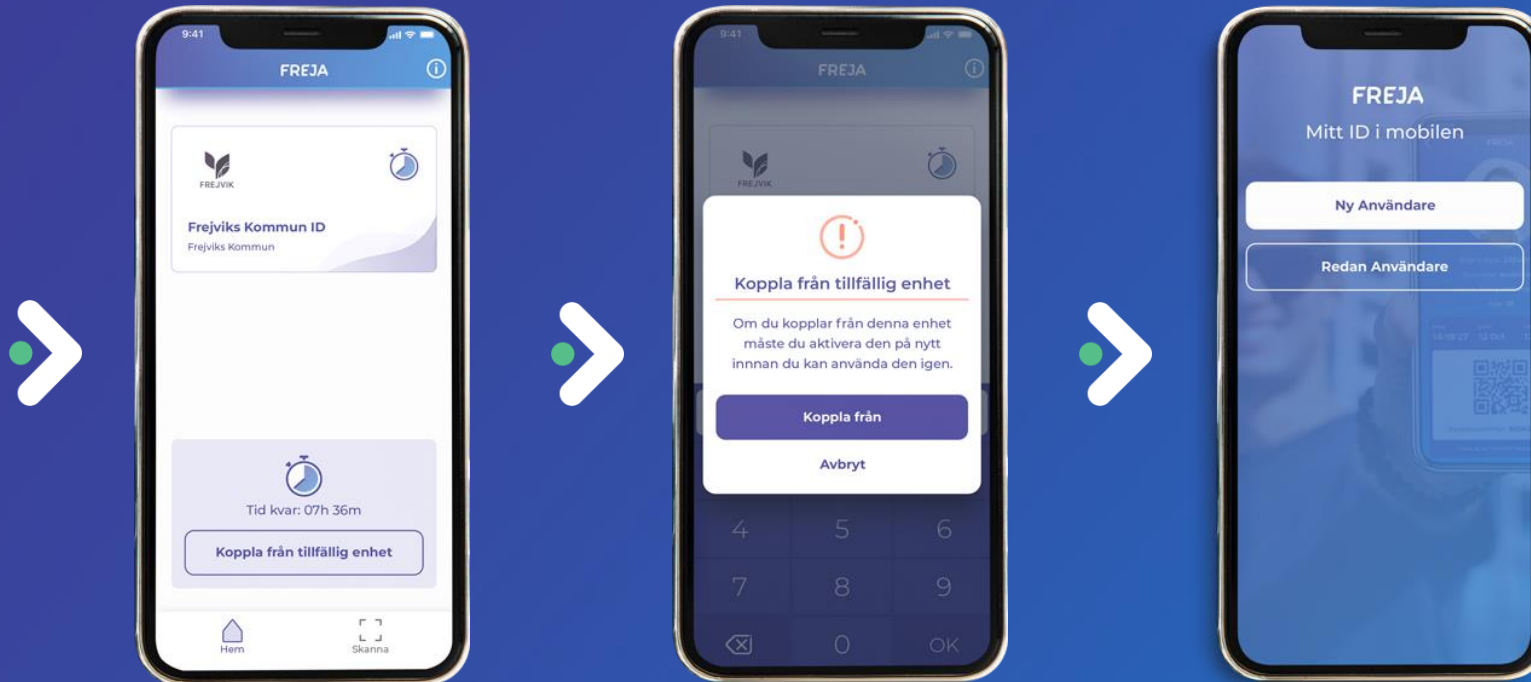 9:41
FREJA
FREJVIK
Frejviks Kommun ID
Frejviks Kommun
Tid kvar: 07h 36m
Koppla från tillfällig enhet
Hem
Skanna
9:41
FREJA
FREJVIK
Koppla från tillfällig enhet
Om du kopplar från denna enhet
måste du aktivera den på nytt
innnan du kan använda den igen.
Koppla från
Avbryt
4 5 6
7 8 9
0 OK
FREJA
Mitt ID i mobilen
Ny Användare
Redan Användare